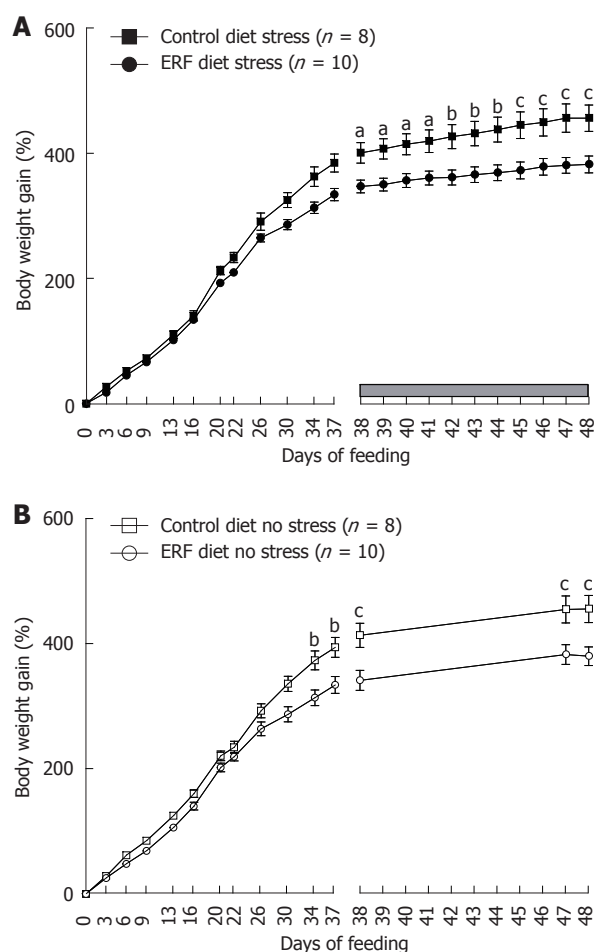 A
600
Control diet stress (n = 8)
ERF diet stress (n = 10)
a a a a b b b c c c c
400
200
0
Body weight gain (%)
0 3 6 9 13 16 20 22 26 30 34 37 38 39 40 41 42 43 44 45 46 47 48
Days of feeding
B
600
Control diet no stress (n = 8)
ERF diet no stress (n = 10)
b b c c c
400
200
0
Body weight gain (%)
0 3 6 9 13 16 20 22 26 30 34 37 38 39 40 41 42 43 44 45 46 47 48
Days of feeding